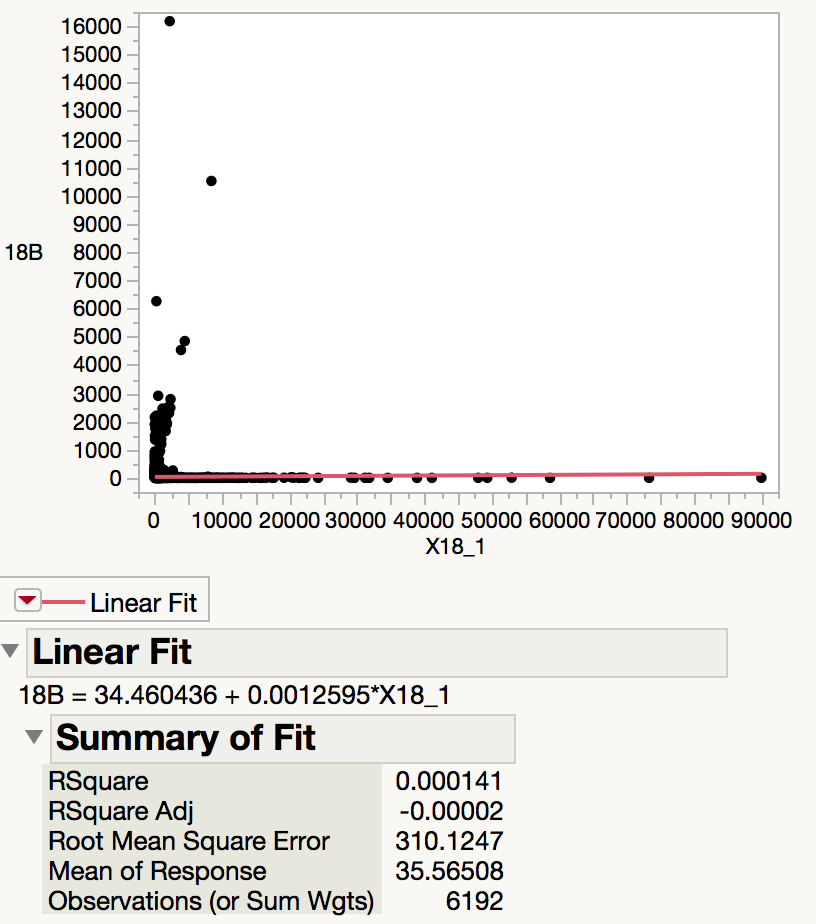 16000
15000
14000
13000
12000
11000
10000
9000
18B 8000
7000
6000
5000
4000
3000
2000
1000
0
0 10000 20000 30000 40000 50000 60000 70000 80000 90000
X18_1
Linear Fit
Linear Fit
18B = 34.460436 + 0.0012595*X18_1
Summary of Fit
RSquare 0.000141
RSquare Adj -0.00002
Root Mean Square Error 310.1247
Mean of Response 35.56508
Observations (or Sum Wgts) 6192